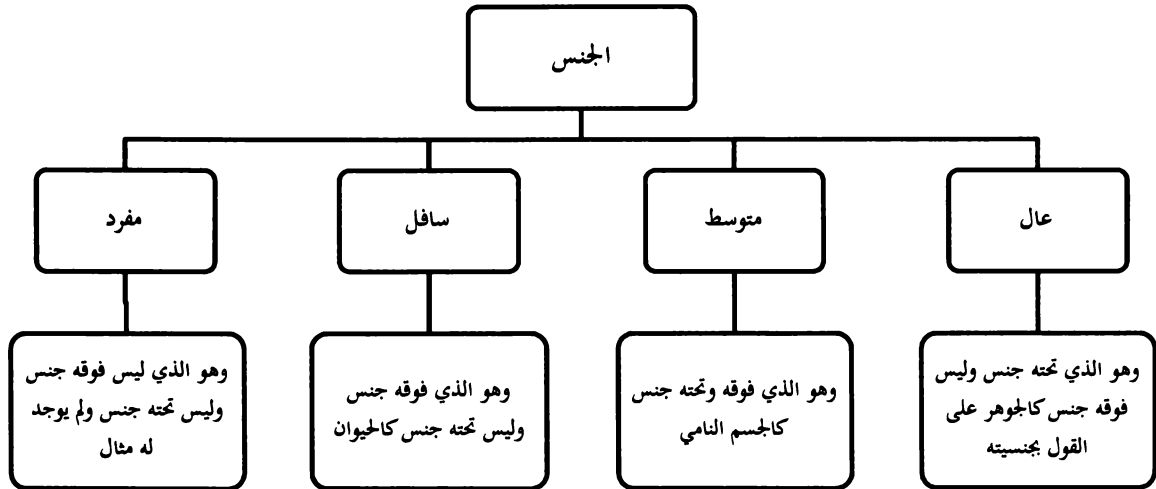 الجنس
عال
متوسط
سافل
مفرد
وهو الذي تحته جنس وليس
فوقه جنس كالجوهر على
القول بجنسيته
وهو الذي فوقه وتحته جنس
كالجسم النامي
وهو الذي فوقه جنس
وليس تحته جنس كالحيوان
وهو الذي ليس فوقه جنس
وليس تحته جنس ولم يوجد
له مثال